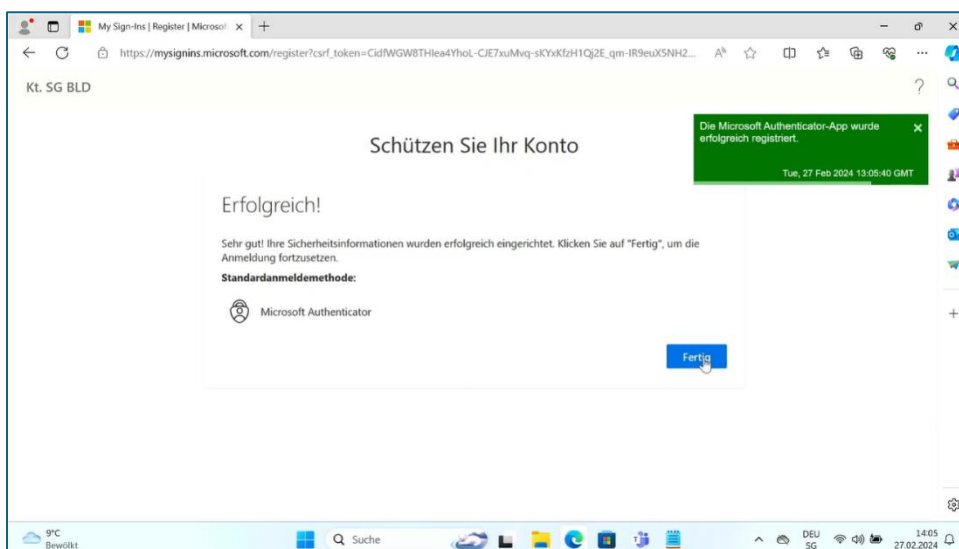 My Sign-Ins | Register | Microsof
https://mysignins.microsoft.com/register?csrf_token=CidfWGW8THIea4YhoL-CJE7xuMvq-sKYxKfzH1Qj2E_qm-IR9euX5NH2...
Kt. SG BLD
?
Die Microsoft Authenticator-App wurde
erfolgreich registriert.
Tue, 27 Feb 2024 13:05:40 GMT
Schützen Sie Ihr Konto
Erfolgreich!
Sehr gut! Ihre Sicherheitsinformationen wurden erfolgreich eingerichtet. Klicken Sie auf "Fertig", um die
Anmeldung fortzusetzen.
Standardanmeldemethode:
Microsoft Authenticator
Fertig
9°C
Bewölkt
Suche
DEU
SG
14:05
27.02.2024